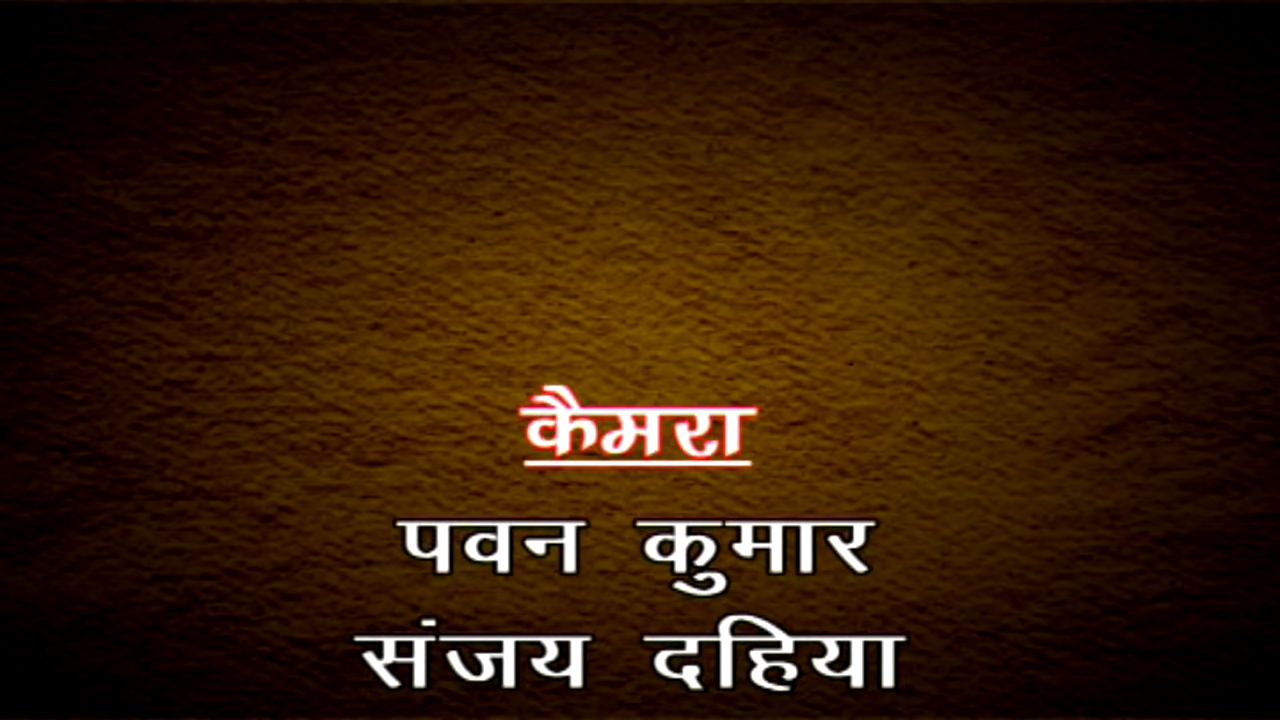 कैमरा
पवन कुमार
संजय दहिया